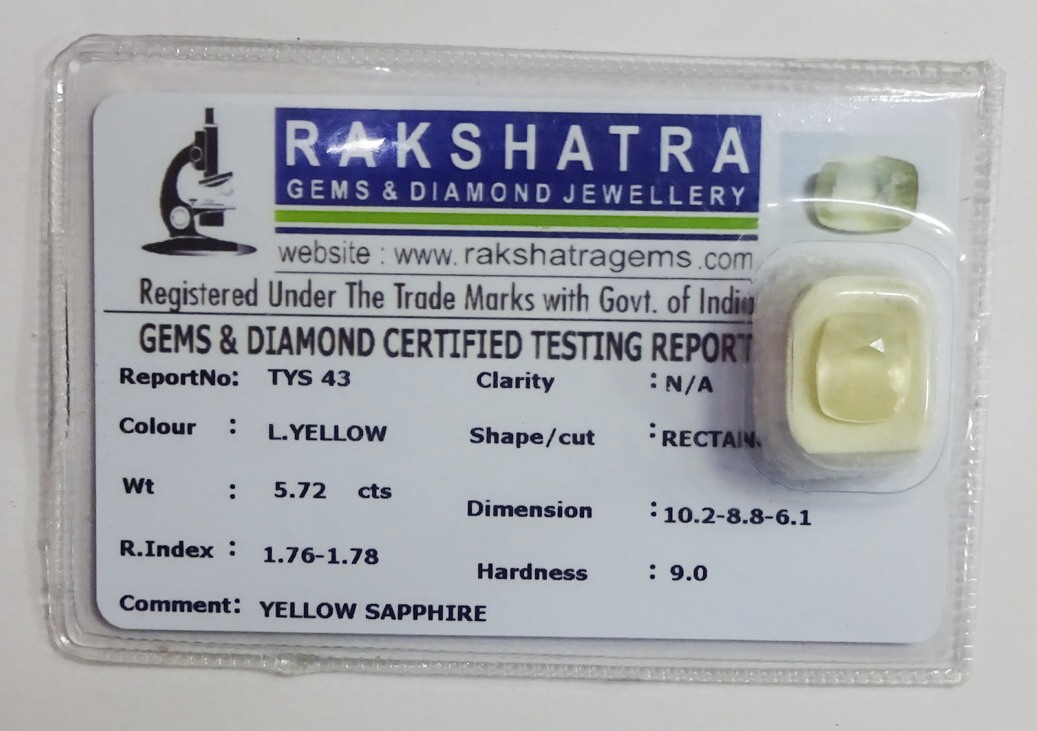 RAKSHATRA
GEMS & DIAMOND JEWELLERY
website : www.rakshatragems.com
Registered Under The Trade Marks with Govt. of India
GEMS & DIAMOND CERTIFIED TESTING REPORT
ReportNo: TYS 43
Clarity : N/A
Colour : L.YELLOW
Shape/cut :
Wt : 5.72 cts
Dimension : 10.2-8.8-6.1
R.Index : 1.76-1.78
Hardness : 9.0
Comment: YELLOW SAPPHIRE